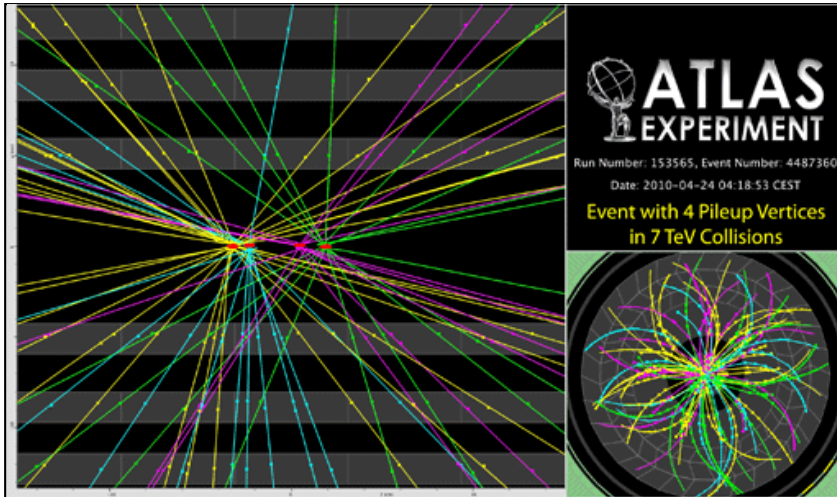 ATLAS
EXPERIMENT
Run Number: 153565, Event Number: 4487360
Date: 2010-04-24 04:18:53 CEST
Event with 4 Pileup Vertices
in 7 TeV Collisions